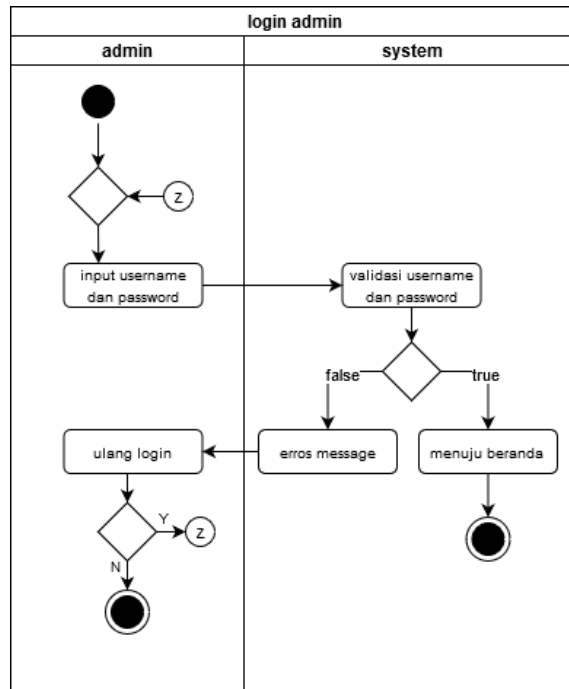 login admin
admin
system
z
input username
dan password
validasi username
dan password
false
true
ulang login
erros message
menuju beranda
Y
z
N